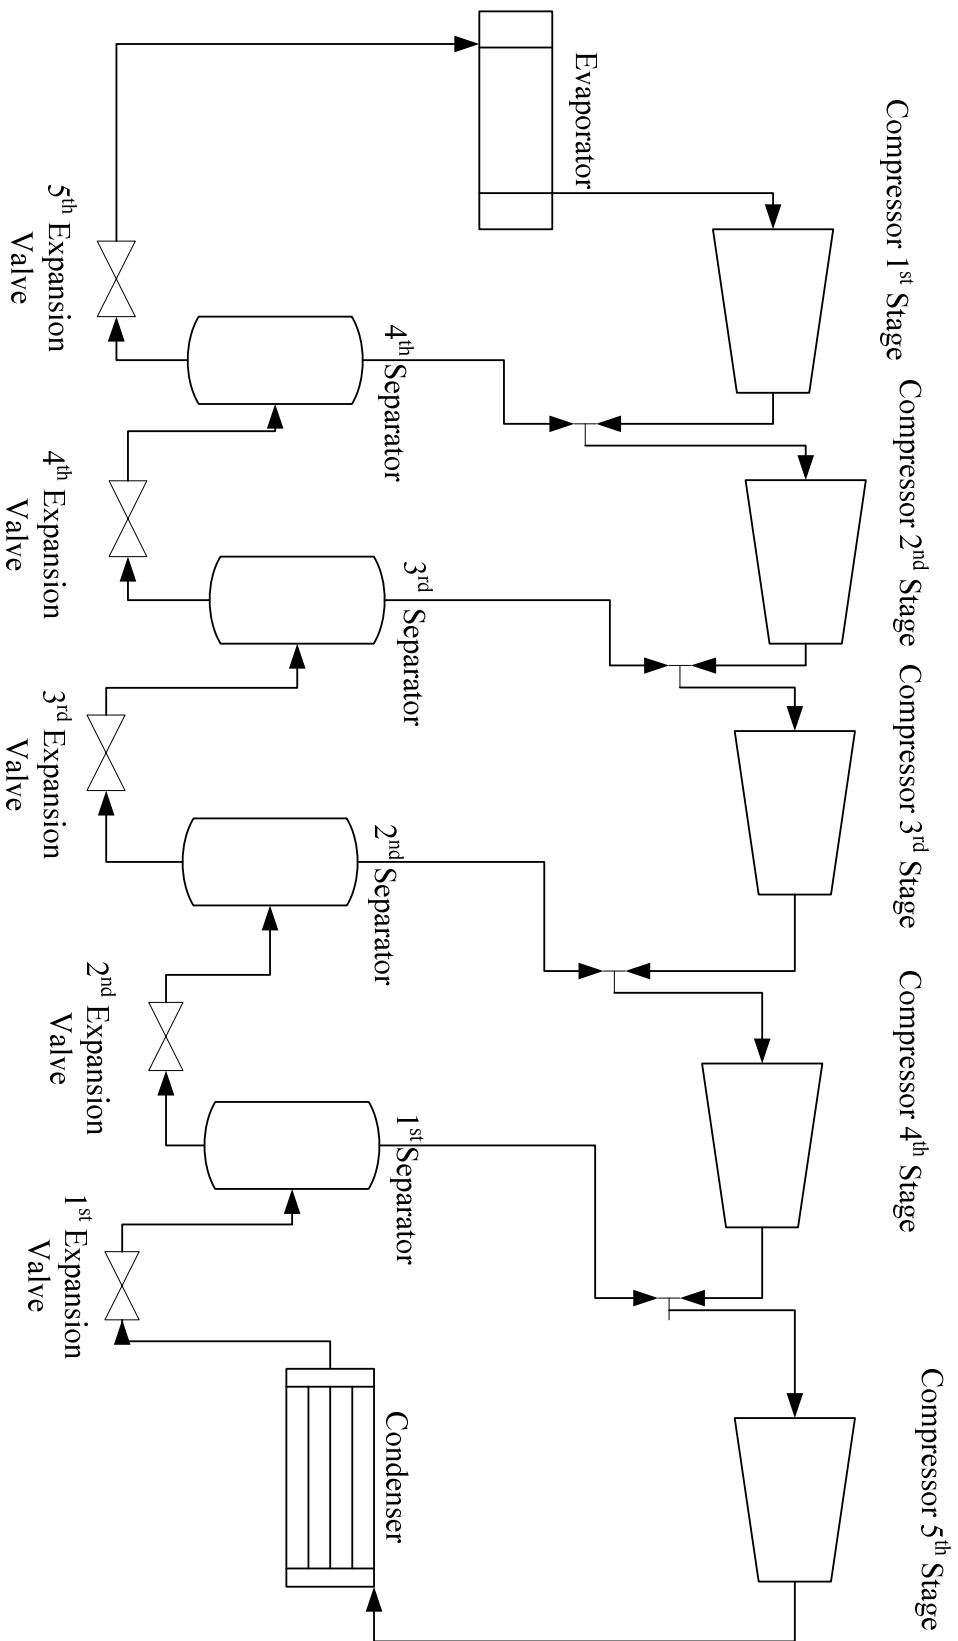 Compressor 1st Stage
Compressor 2nd Stage
Compressor 3rd Stage
Compressor 4th Stage
Compressor 5th Stage
Evaporator
4th Separator
3rd Separator
2nd Separator
1st Separator
Condenser
5th Expansion
Valve
4th Expansion
Valve
3rd Expansion
Valve
2nd Expansion
Valve
1st Expansion
Valve